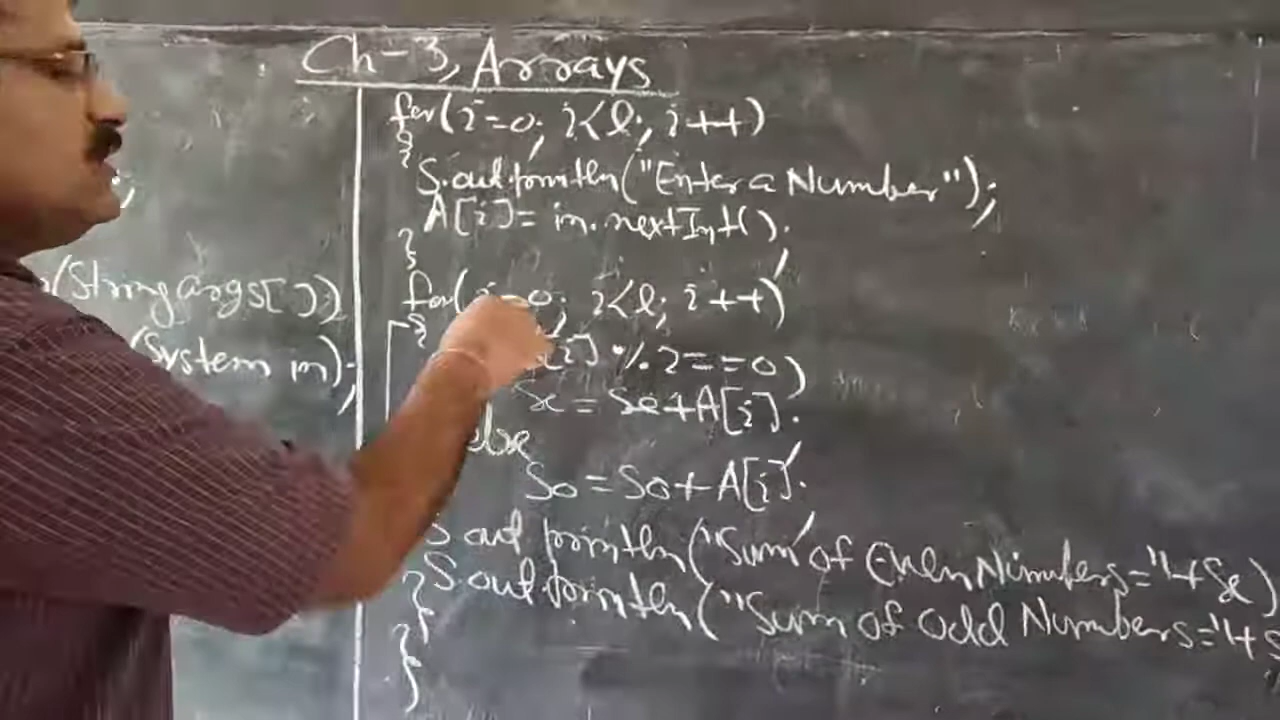 Ch-3, Arrays
;
(String args[])
(System in);
for(i=0; i<l; i++)
{
S.out.println("Enter a Number");
A[i]= in.nextInt();
}
for(i=0; i<l; i++)
{
[i] % 2==0)
Se = Se+A[i];
else
So = So+A[i];
S.out println("Sum of Even Numbers="+Se)
S.out println("Sum of Odd Numbers="+S
}
}
}